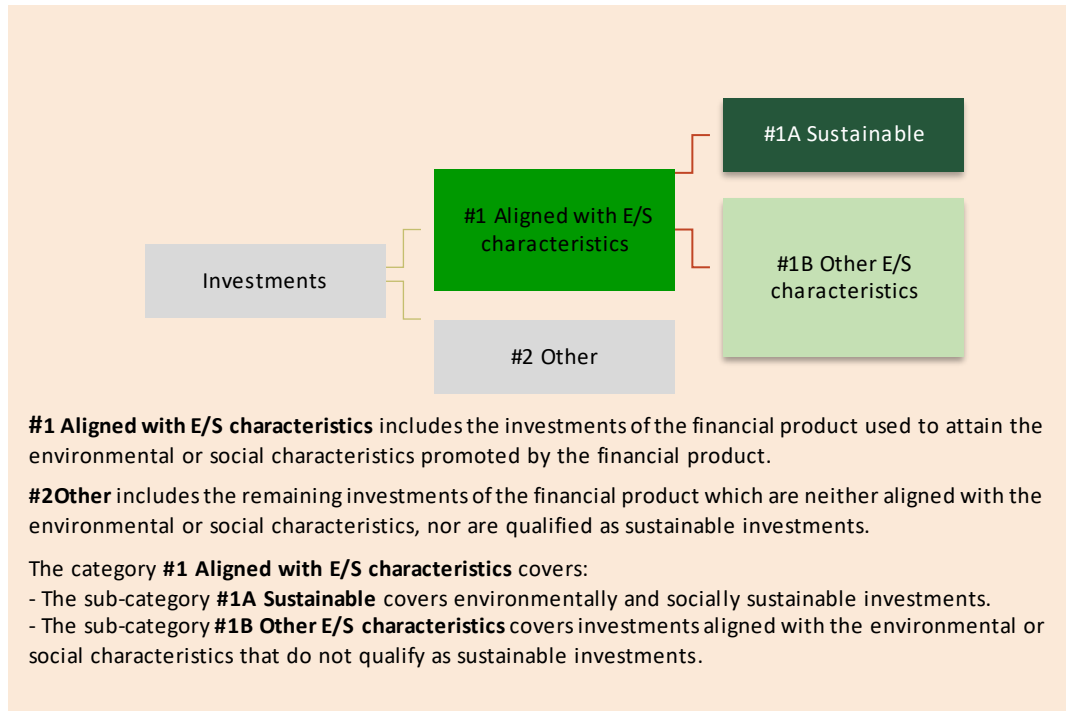 #1A Sustainable
#1 Aligned with E/S
characteristics
#1B Other E/S
characteristics
Investments
#2 Other
#1 Aligned with E/S characteristics includes the investments of the financial product used to attain the
environmental or social characteristics promoted by the financial product.
#2Other includes the remaining investments of the financial product which are neither aligned with the
environmental or social characteristics, nor are qualified as sustainable investments.
The category #1 Aligned with E/S characteristics covers:
- The sub-category #1A Sustainable covers environmentally and socially sustainable investments.
- The sub-category #1B Other E/S characteristics covers investments aligned with the environmental or
social characteristics that do not qualify as sustainable investments.